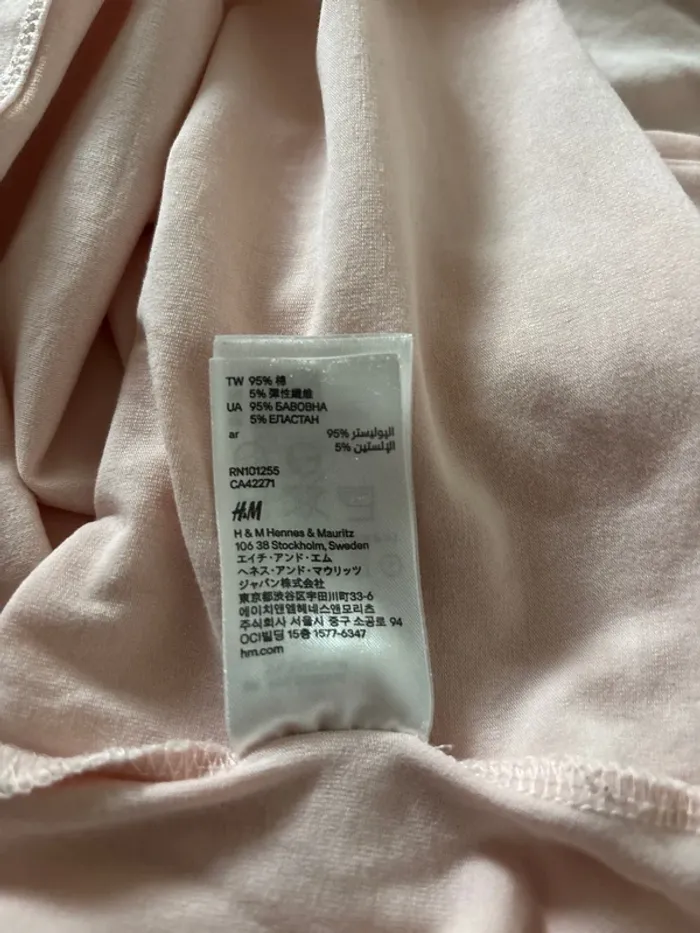 TW 95% 棉
5% 彈性纖維
UA 95% БАВОВНА
5% ЕЛАСТАН
ar 95% البوليستر
5% الإلستين
RN101255
CA42271
H&M
H & M Hennes & Mauritz
106 38 Stockholm, Sweden
エイチ・アンド・エム
ヘネス・アンド・マウリッツ
ジャパン株式会社
東京都渋谷区宇田川町33-6
에이치앤엠헤네스앤모리츠
주식회사 서울시 중구 소공로 94
OCI빌딩 15층 1577-6347
hm.com